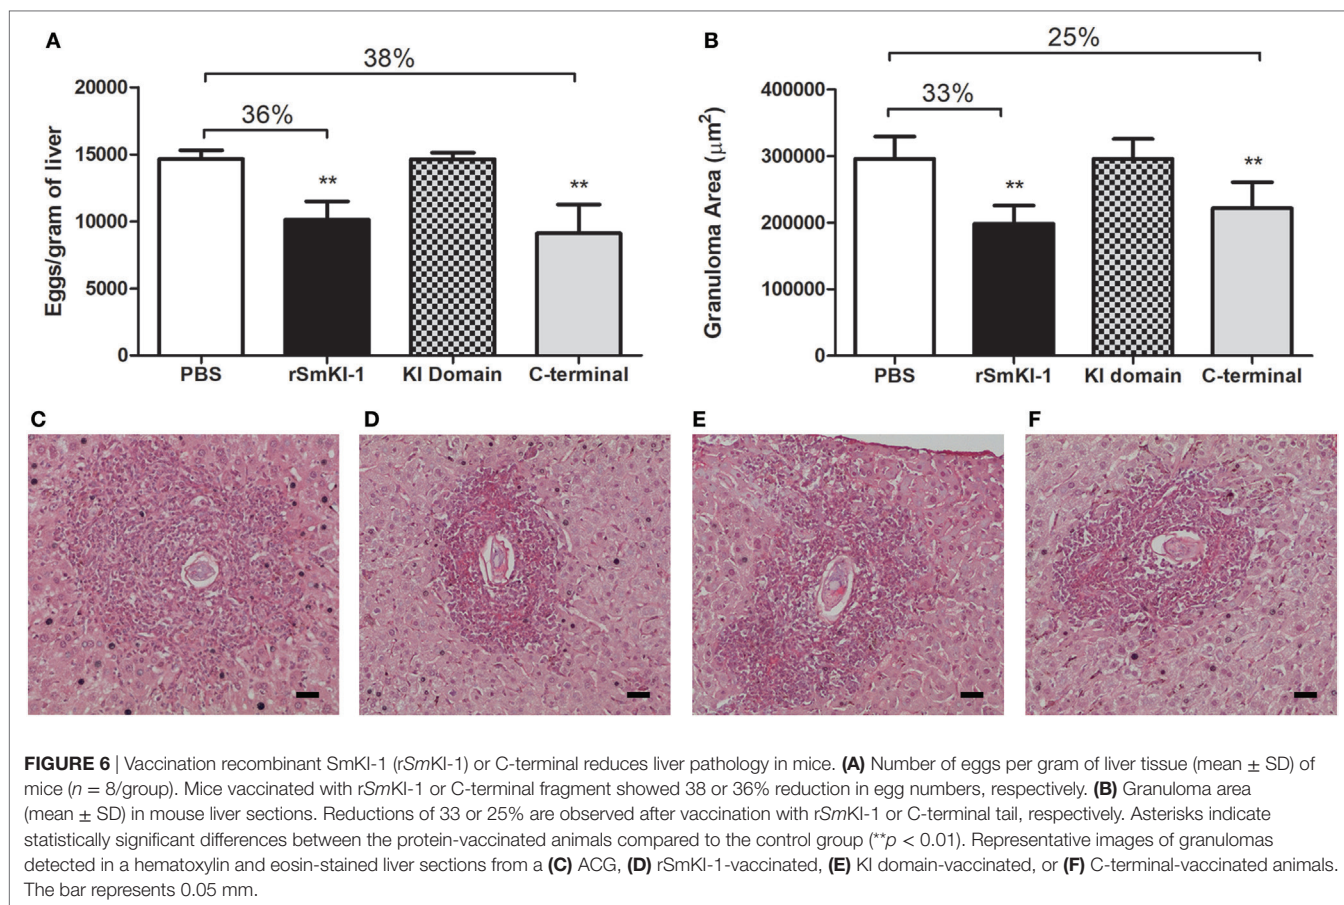 A
38%
36%
Eggs/gram of liver
20000
15000
10000
5000
0
**
**
PBS rSmKI-1 KI Domain C-terminal
B
25%
33%
Granuloma Area (μm²)
400000
300000
200000
100000
0
**
**
PBS rSmKI-1 KI domain C-terminal
C D E F
FIGURE 6 | Vaccination recombinant SmKI-1 (rSmKI-1) or C-terminal reduces liver pathology in mice. (A) Number of eggs per gram of liver tissue (mean ± SD) of
mice (n = 8/group). Mice vaccinated with rSmKI-1 or C-terminal fragment showed 38 or 36% reduction in egg numbers, respectively. (B) Granuloma area
(mean ± SD) in mouse liver sections. Reductions of 33 or 25% are observed after vaccination with rSmKI-1 or C-terminal tail, respectively. Asterisks indicate
statistically significant differences between the protein-vaccinated animals compared to the control group (**p < 0.01). Representative images of granulomas
detected in a hematoxylin and eosin-stained liver sections from a (C) ACG, (D) rSmKI-1-vaccinated, (E) KI domain-vaccinated, or (F) C-terminal-vaccinated animals.
The bar represents 0.05 mm.